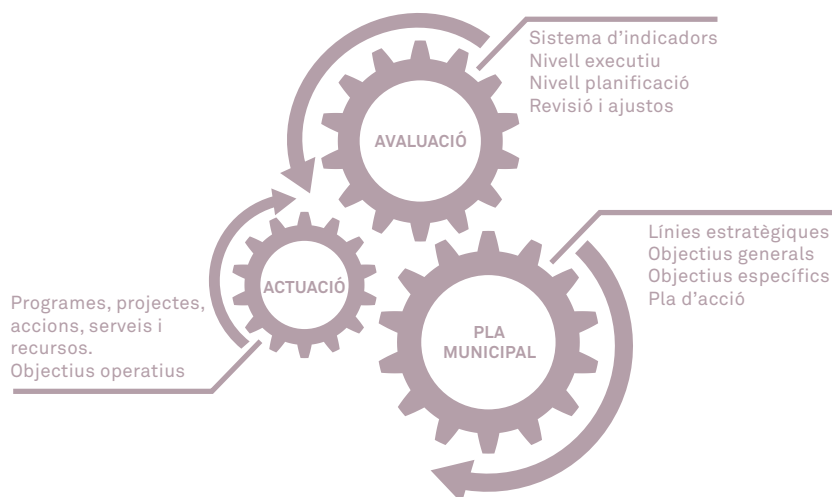 Sistema d’indicadors
Nivell executiu
Nivell planificació
Revisió i ajustos
AVALUACIÓ
Línies estratègiques
Objectius generals
Objectius específics
Pla d’acció
ACTUACIÓ
Programes, projectes,
accions, serveis i
recursos.
Objectius operatius
PLA
MUNICIPAL